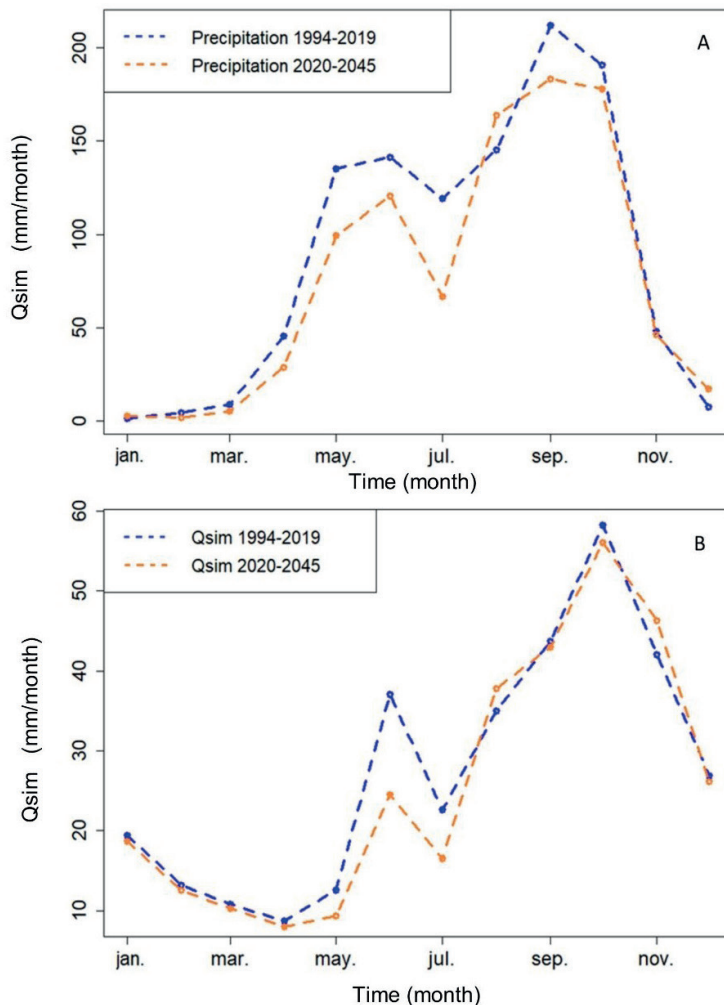 Precipitation 1994-2019
Precipitation 2020-2045
A
200
150
100
50
0
Qsim (mm/month)
jan. mar. may. jul. sep. nov.
Time (month)
Qsim 1994-2019
Qsim 2020-2045
B
60
50
40
30
20
10
Qsim (mm/month)
jan. mar. may. jul. sep. nov.
Time (month)